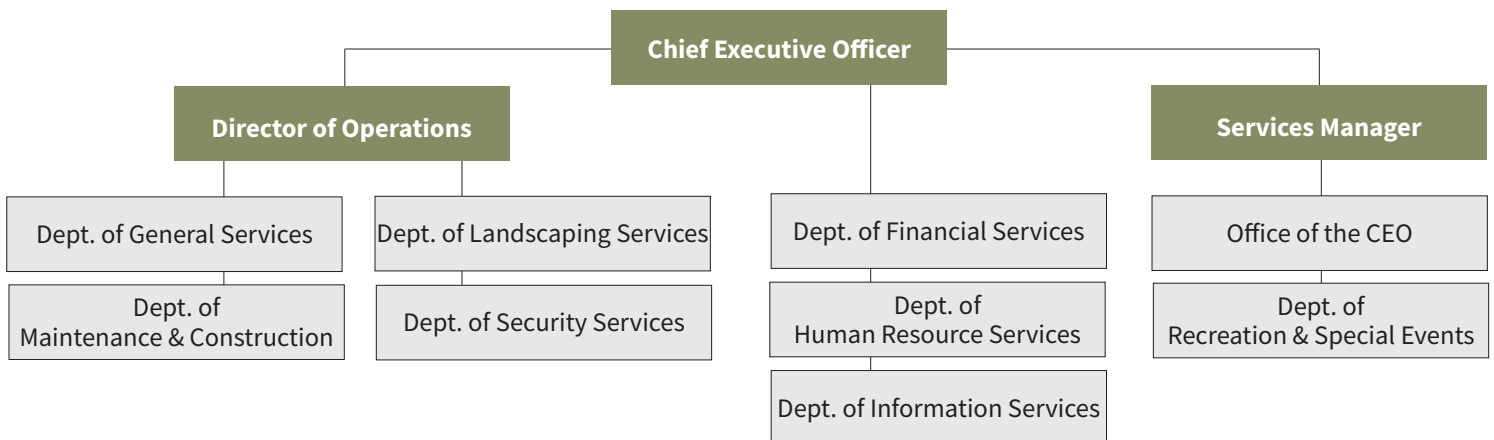 Chief Executive Officer
Director of Operations
Services Manager
Dept. of General Services
Dept. of Landscaping Services
Dept. of Financial Services
Office of the CEO
Dept. of
Maintenance & Construction
Dept. of Security Services
Dept. of
Human Resource Services
Dept. of
Recreation & Special Events
Dept. of Information Services